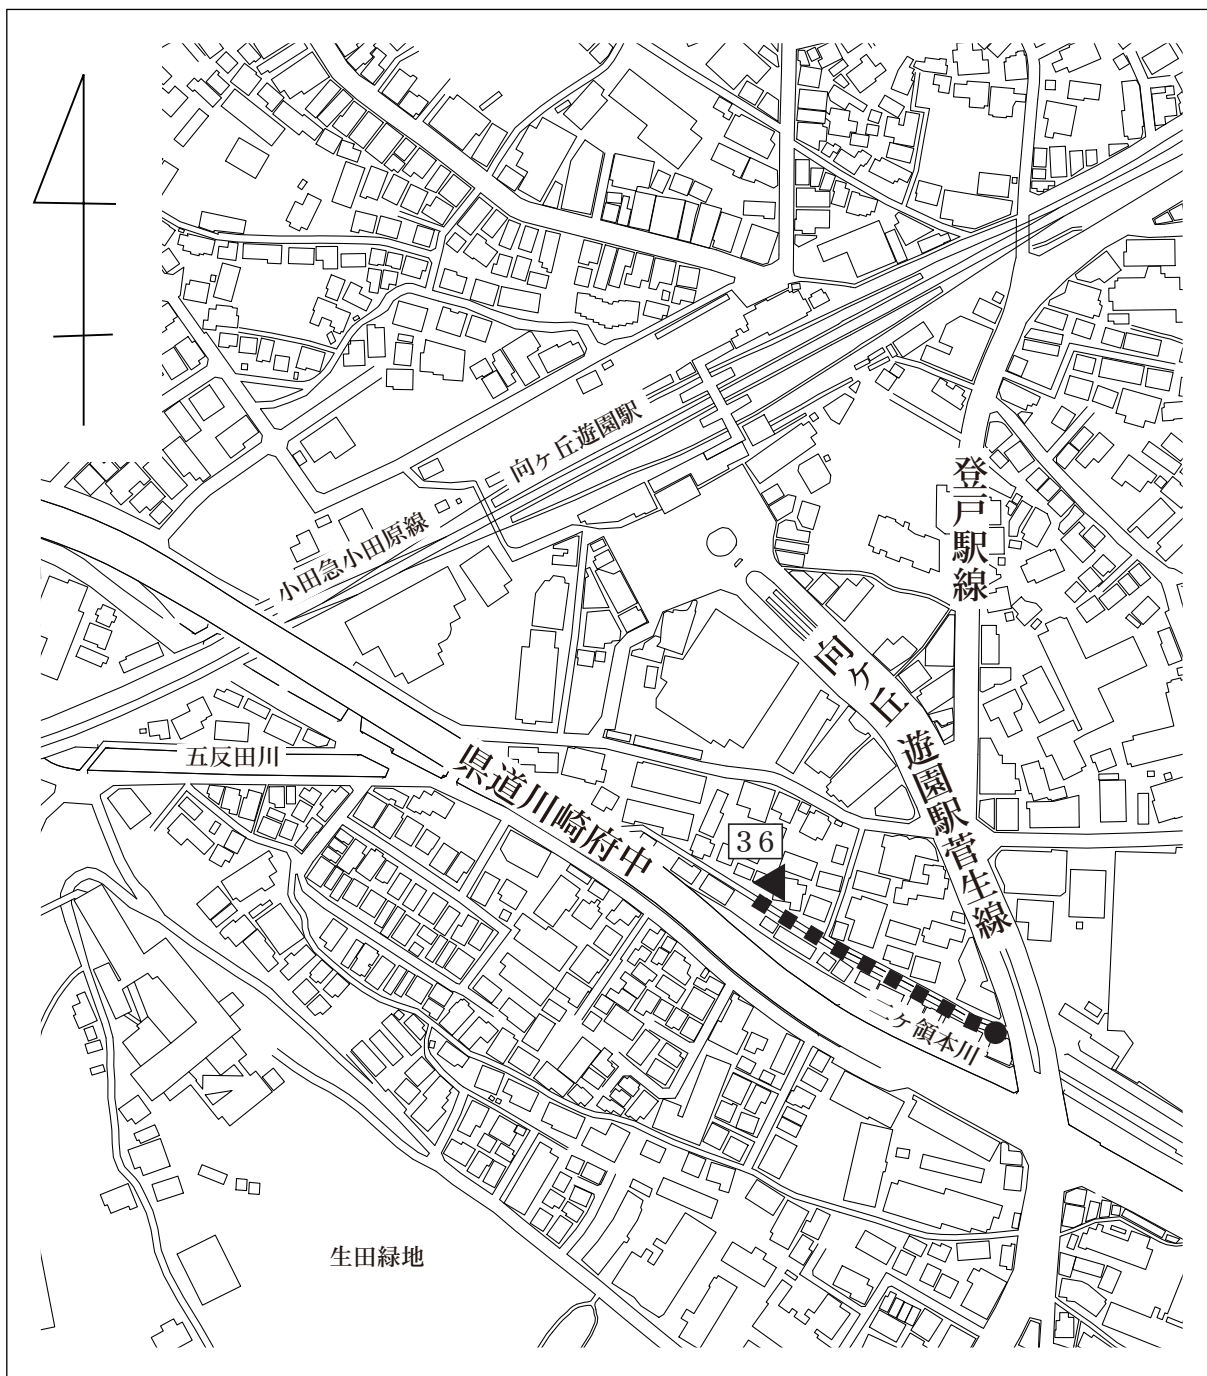 向ヶ丘遊園駅
登戸駅線
小田急小田原線
向ヶ丘遊園駅菅生線
五反田川
県道川崎府中
36
二ヶ領本川
生田緑地